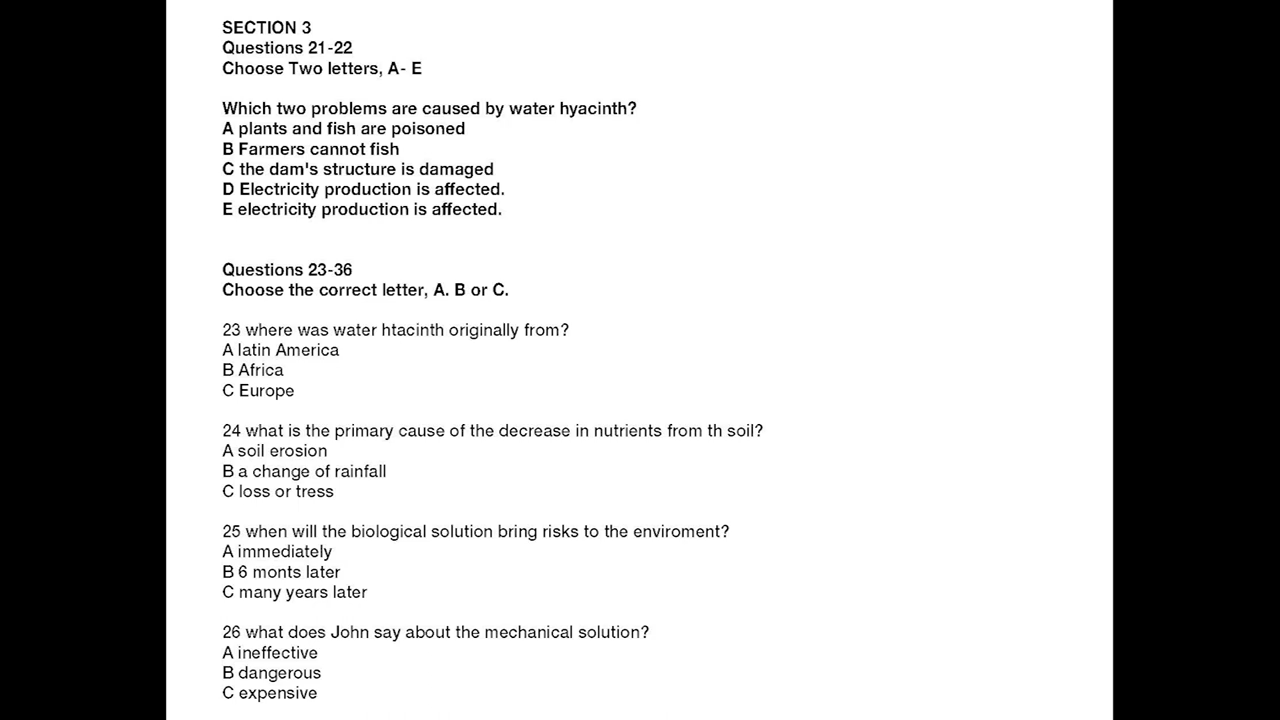 SECTION 3
Questions 21-22
Choose Two letters, A- E
Which two problems are caused by water hyacinth?
A plants and fish are poisoned
B Farmers cannot fish
C the dam's structure is damaged
D Electricity production is affected.
E electricity production is affected.
Questions 23-36
Choose the correct letter, A. B or C.
23 where was water htacinth originally from?
A latin America
B Africa
C Europe
24 what is the primary cause of the decrease in nutrients from th soil?
A soil erosion
B a change of rainfall
C loss or tress
25 when will the biological solution bring risks to the enviroment?
A immediately
B 6 monts later
C many years later
26 what does John say about the mechanical solution?
A ineffective
B dangerous
C expensive